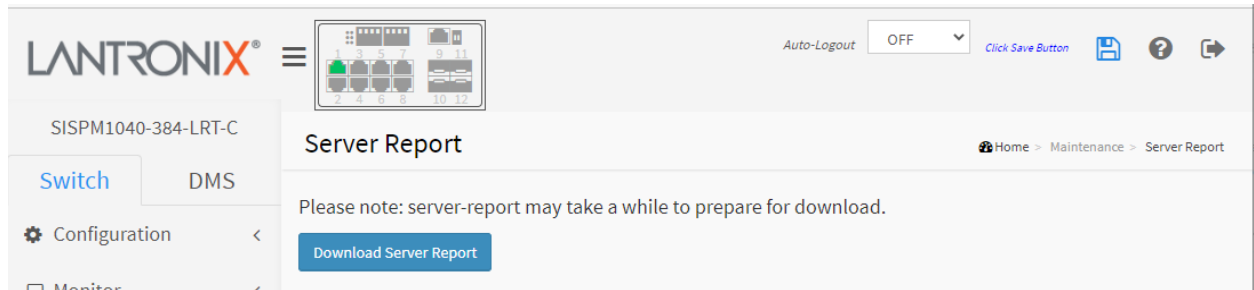 LANTRONIX®
1 3 5 7 9 11
2 4 6 8 10 12
Auto-Logout OFF Click Save Button
SISPM1040-384-LRT-C
Switch DMS
Configuration
Monitor
Server Report
Home > Maintenance > Server Report
Please note: server-report may take a while to prepare for download.
Download Server Report